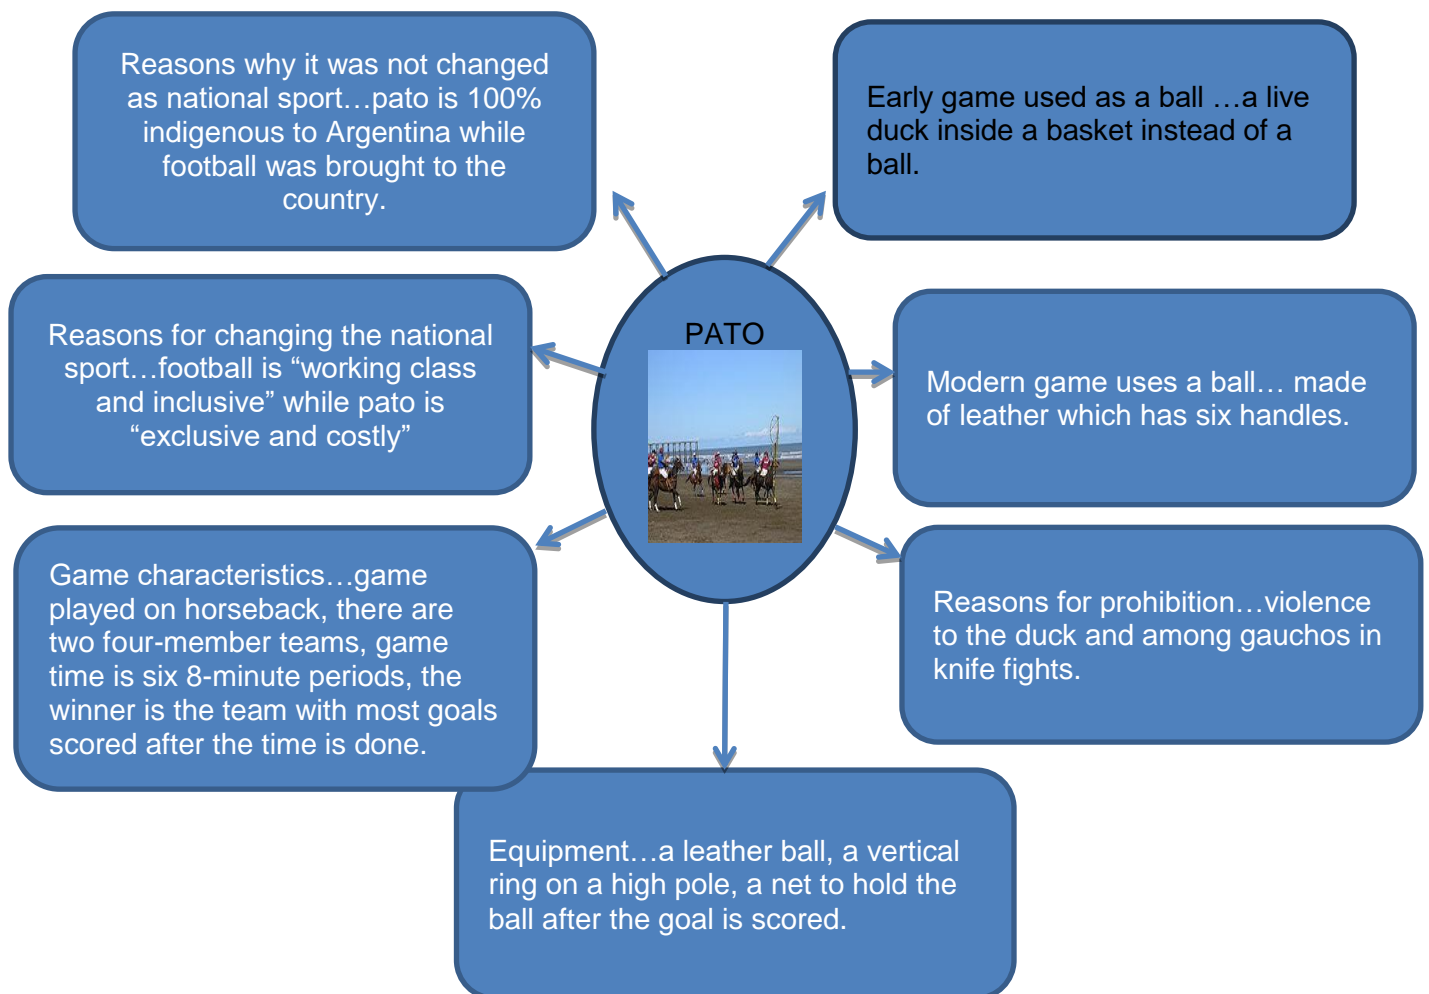 Reasons why it was not changed
as national sport…pato is 100%
indigenous to Argentina while
football was brought to the
country.
Early game used as a ball …a live
duck inside a basket instead of a
ball.
PATO
Reasons for changing the national
sport…football is “working class
and inclusive” while pato is
“exclusive and costly”
Modern game uses a ball… made
of leather which has six handles.
Game characteristics…game
played on horseback, there are
two four-member teams, game
time is six 8-minute periods, the
winner is the team with most goals
scored after the time is done.
Reasons for prohibition…violence
to the duck and among gauchos in
knife fights.
Equipment…a leather ball, a vertical
ring on a high pole, a net to hold the
ball after the goal is scored.